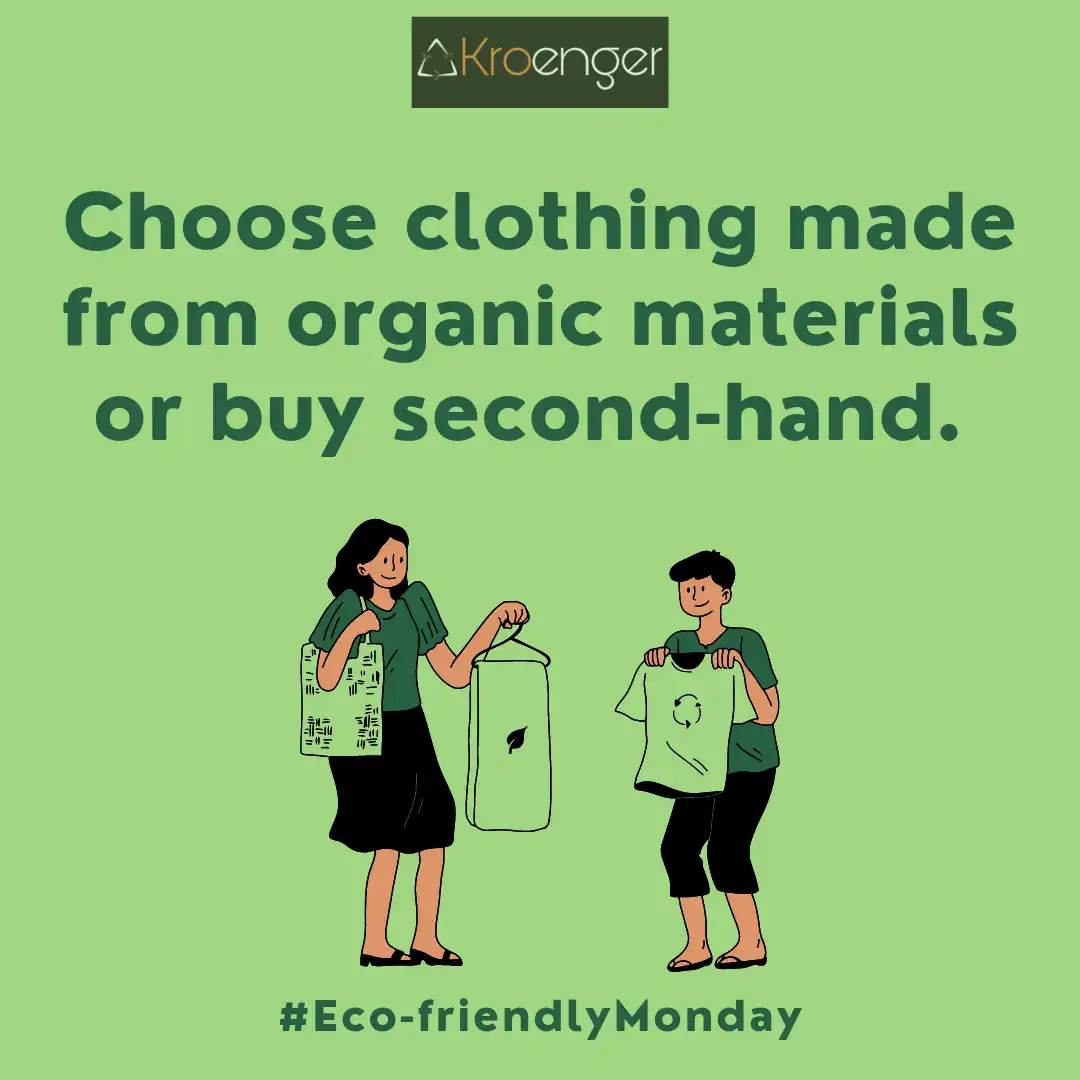 Kroenger
Choose clothing made
from organic materials
or buy second-hand.
#Eco-friendlyMonday